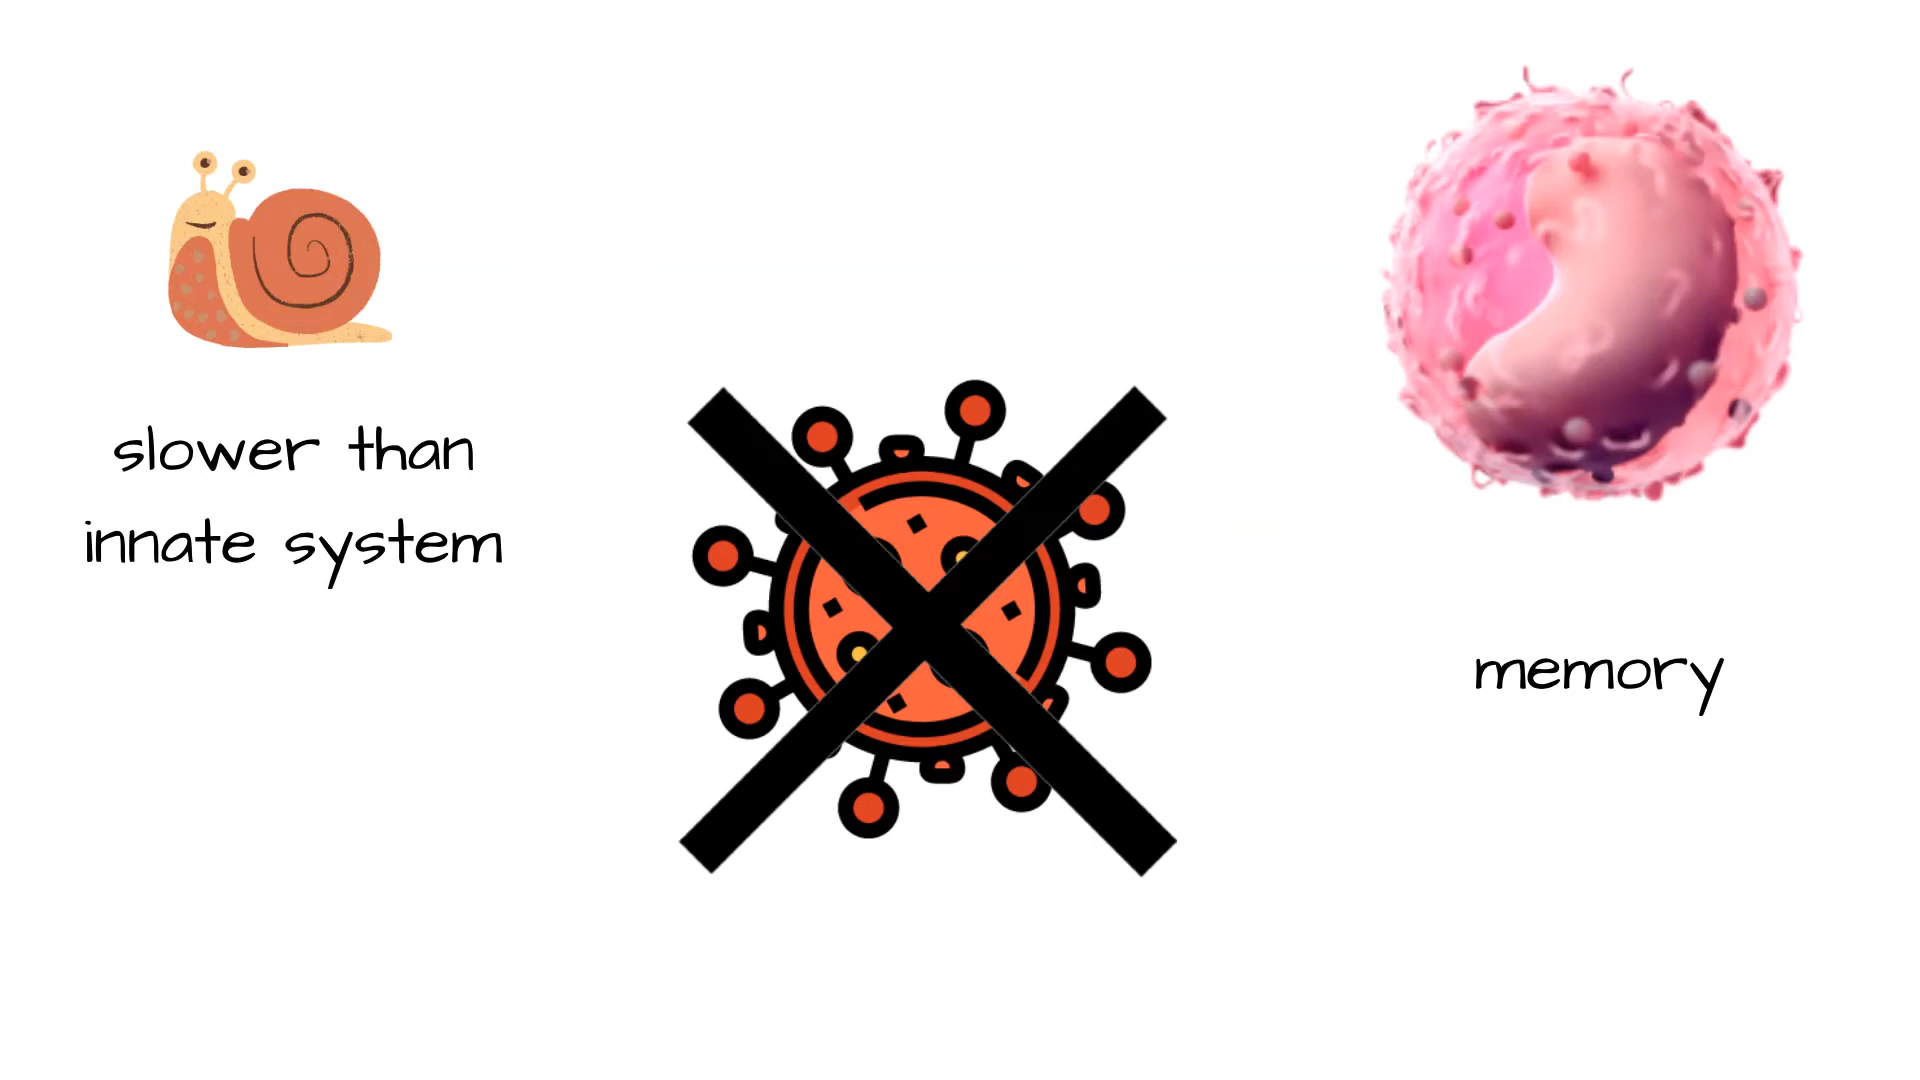 slower than
innate system
memory